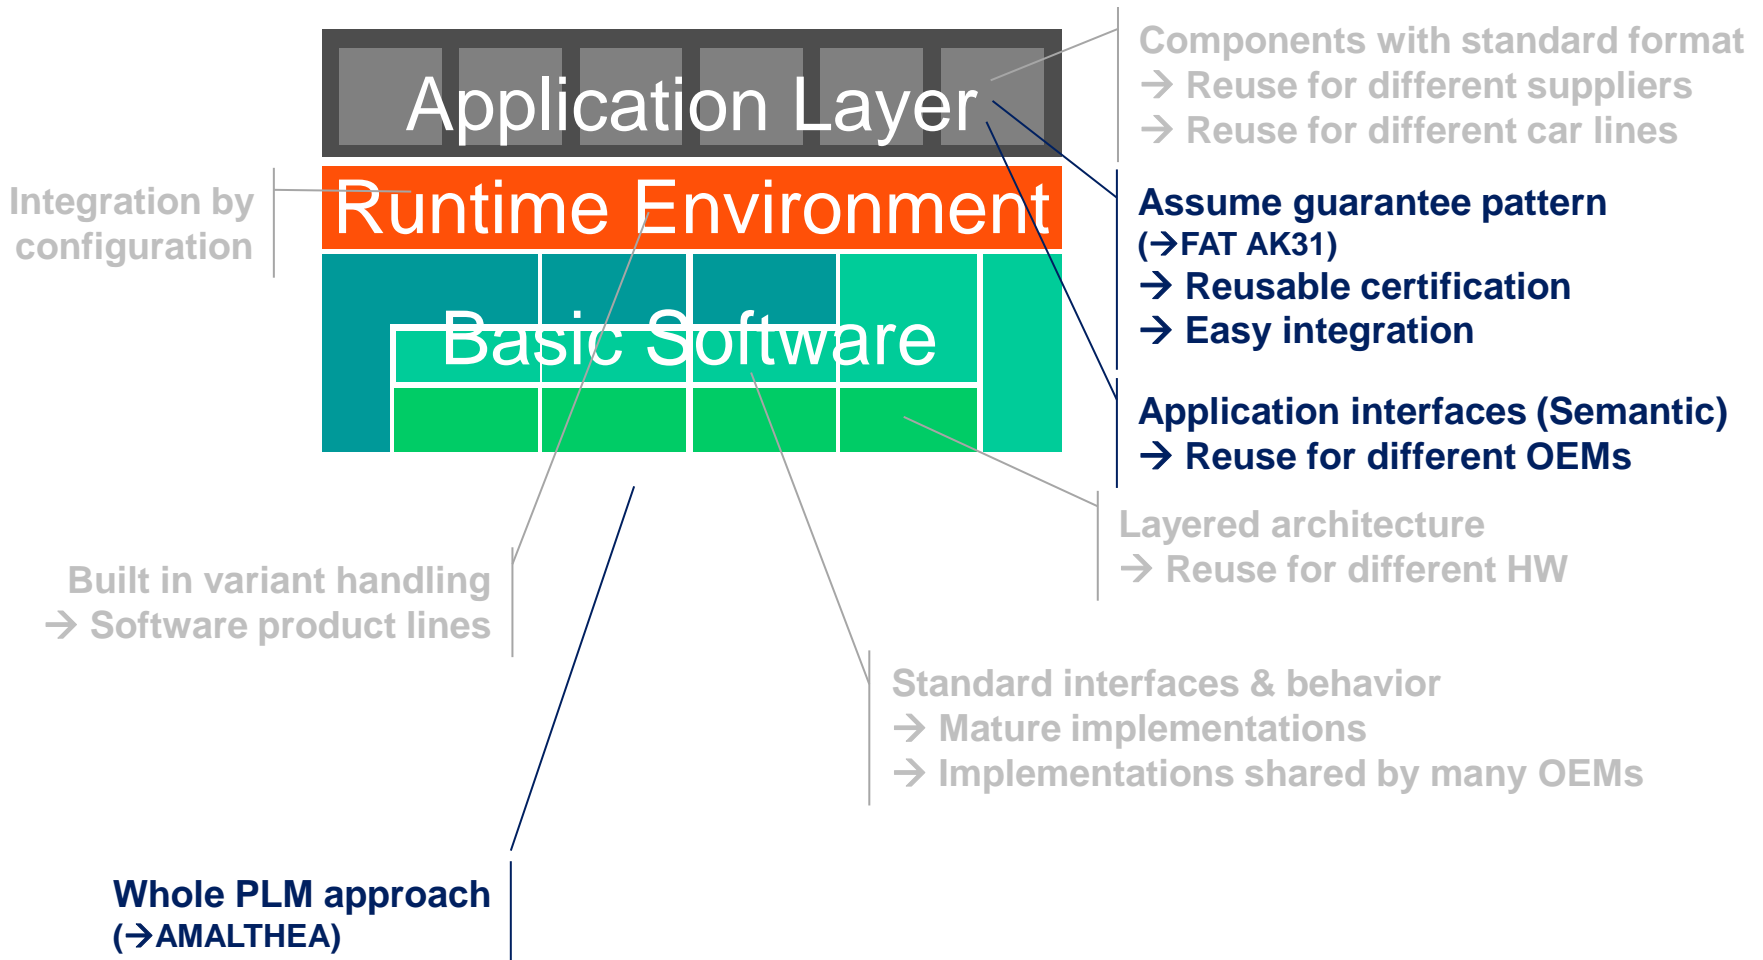 Application Layer
Runtime Environment
Basic Software
Components with standard format
→ Reuse for different suppliers
→ Reuse for different car lines
Integration by
configuration
Assume guarantee pattern
(→FAT AK31)
→ Reusable certification
→ Easy integration
Application interfaces (Semantic)
→ Reuse for different OEMs
Layered architecture
→ Reuse for different HW
Built in variant handling
→ Software product lines
Standard interfaces & behavior
→ Mature implementations
→ Implementations shared by many OEMs
Whole PLM approach
(→AMALTHEA)